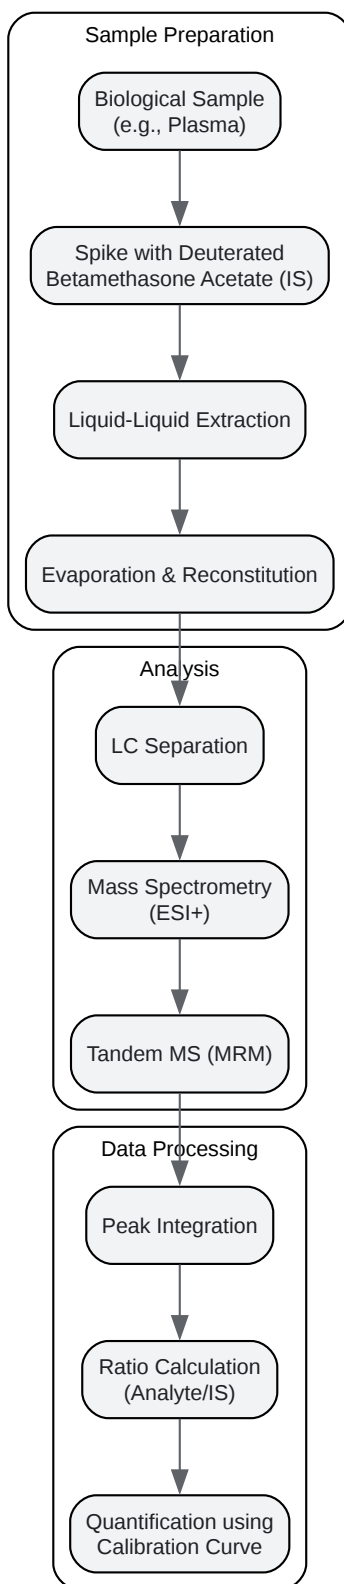 Sample Preparation
Biological Sample
(e.g., Plasma)
Spike with Deuterated
Betamethasone Acetate (IS)
Liquid-Liquid Extraction
Evaporation & Reconstitution
Analysis
LC Separation
Mass Spectrometry
(ESI+)
Tandem MS (MRM)
Data Processing
Peak Integration
Ratio Calculation
(Analyte/IS)
Quantification using
Calibration Curve